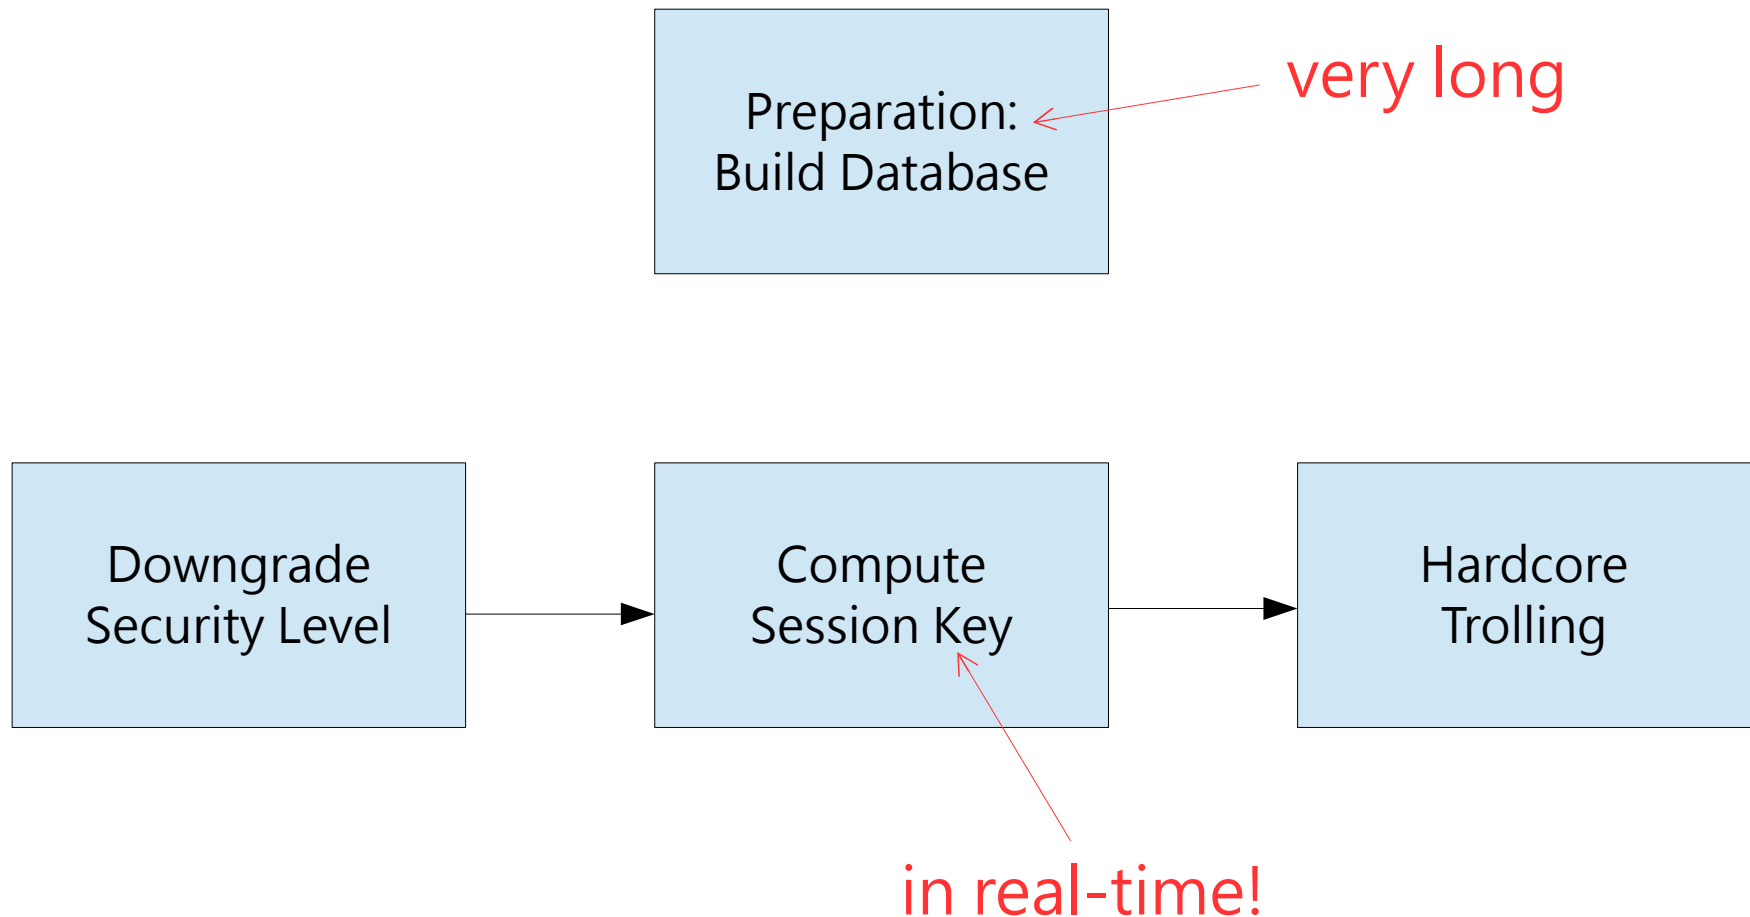 Preparation:
Build Database
very long
Downgrade
Security Level
Compute
Session Key
Hardcore
Trolling
in real-time!